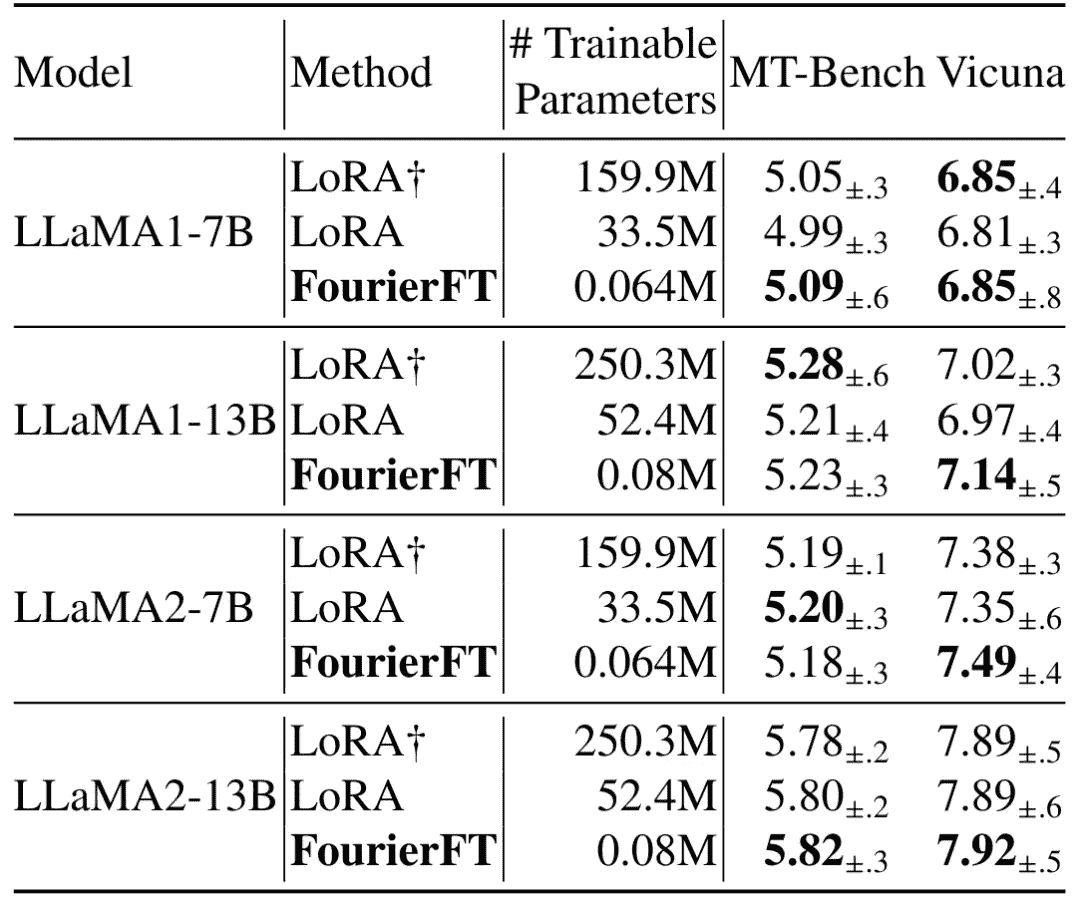 Model Method # Trainable Parameters MT-Bench Vicuna
LLaMA1-7B LoRA† 159.9M 5.05±.3 6.85±.4
LoRA 33.5M 4.99±.3 6.81±.3
FourierFT 0.064M 5.09±.6 6.85±.8
LLaMA1-13B LoRA† 250.3M 5.28±.6 7.02±.3
LoRA 52.4M 5.21±.4 6.97±.4
FourierFT 0.08M 5.23±.3 7.14±.5
LLaMA2-7B LoRA† 159.9M 5.19±.1 7.38±.3
LoRA 33.5M 5.20±.3 7.35±.6
FourierFT 0.064M 5.18±.3 7.49±.4
LLaMA2-13B LoRA† 250.3M 5.78±.2 7.89±.5
LoRA 52.4M 5.80±.2 7.89±.6
FourierFT 0.08M 5.82±.3 7.92±.5